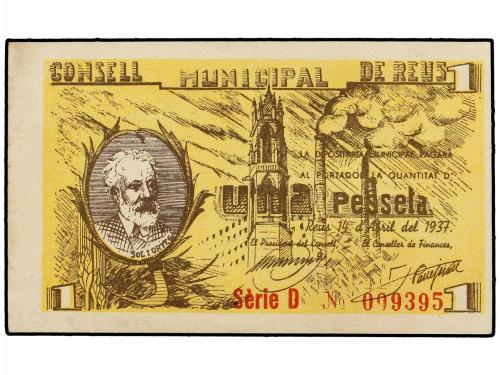 CONSELL MUNICIPAL DE REUS 1
LA DIPOSITARIA MUNICIPAL PAGARÀ
AL PORTADOR LA QUANTITAT D'
una Pesseta
Reus 14 d'Abril del 1937.
El President del Consell, El Conseller de Finances,
SOL I ORTEGA
1 Sèrie D No 009395 1